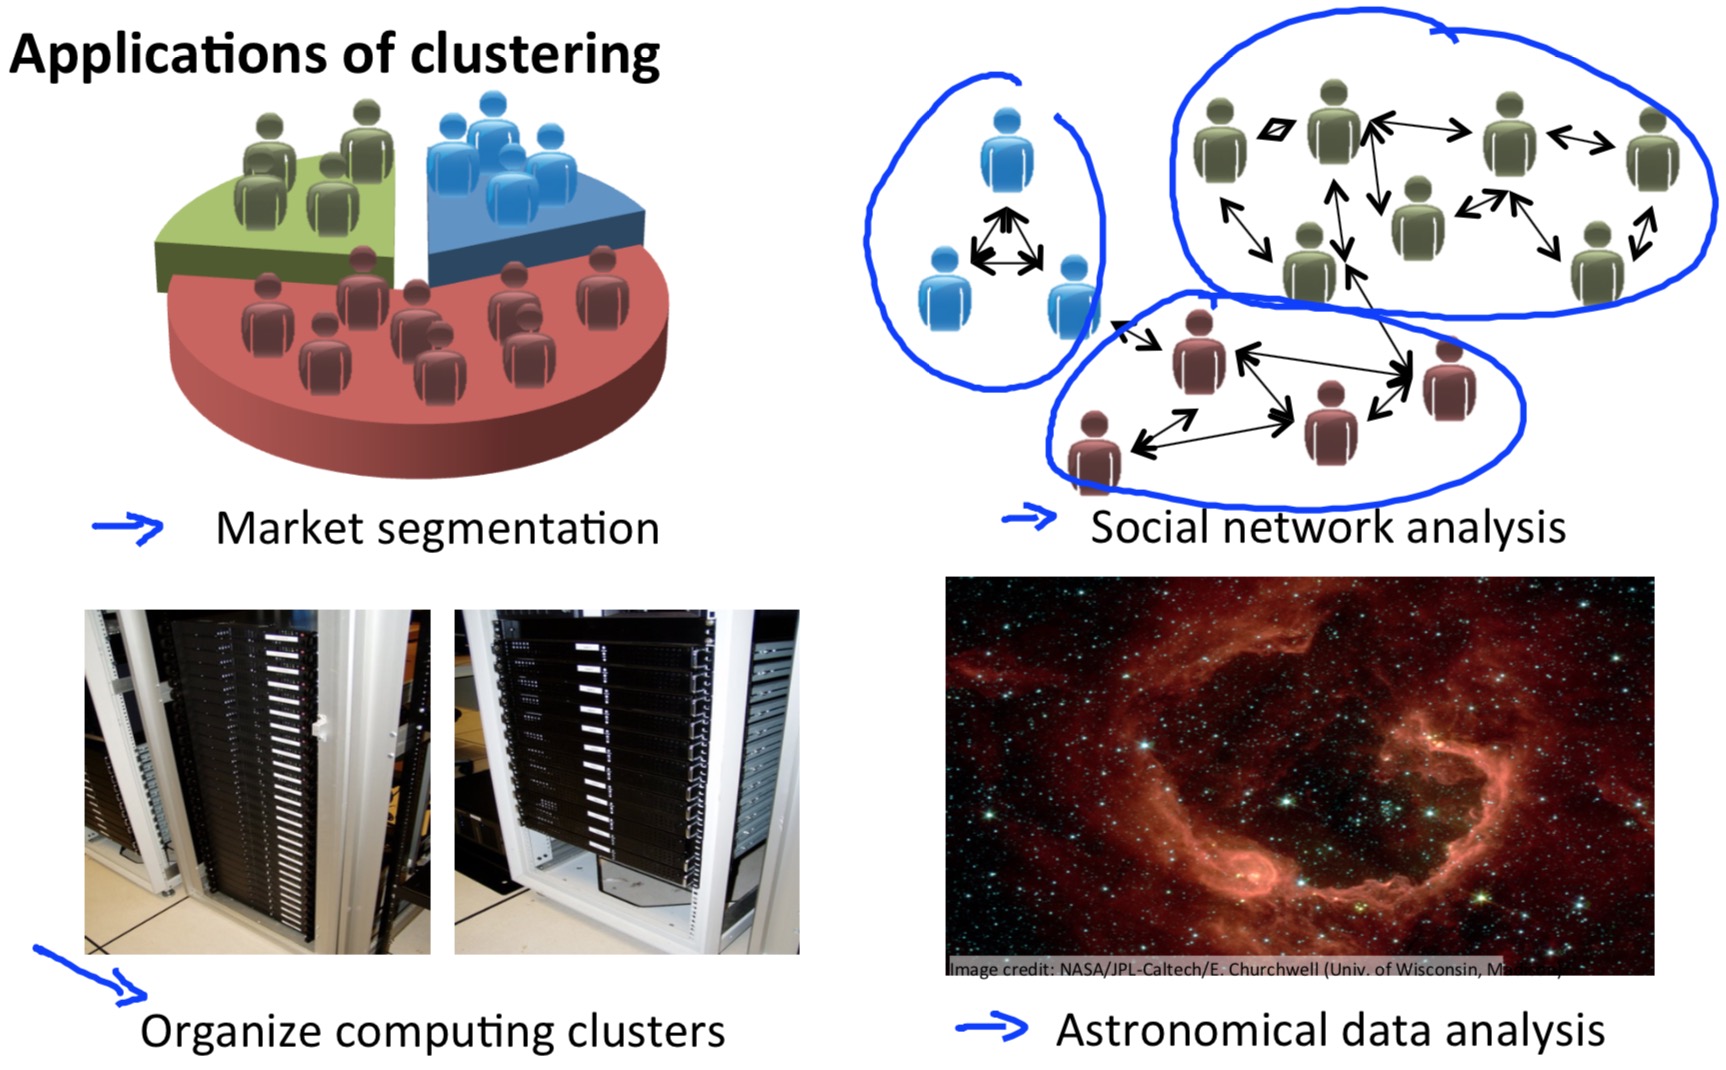 Applications of clustering
Market segmentation
Social network analysis
Image credit: NASA/JPL-Caltech/E. Churchwell (Univ. of Wisconsin,
Organize computing clusters
Astronomical data analysis